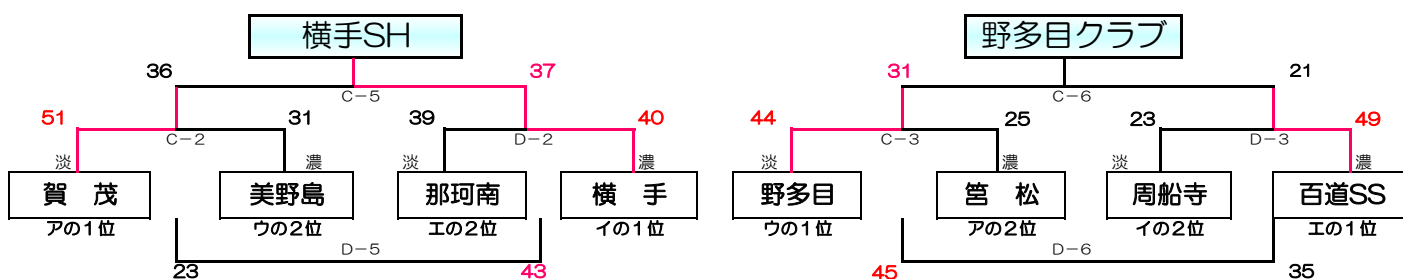 横手SH 野多目クラブ
36 37 31 21
C-5 C-6
51 31 39 40 44 25 23 49
C-2 D-2 C-3 D-3
淡 濃 淡 濃 淡 濃 淡 濃
賀 茂 美野島 那珂南 横 手 野多目 筥 松 周船寺 百道SS
アの1位 ウの2位 エの2位 イの1位 ウの1位 アの2位 イの2位 エの1位
D-5 D-6
23 43 45 35